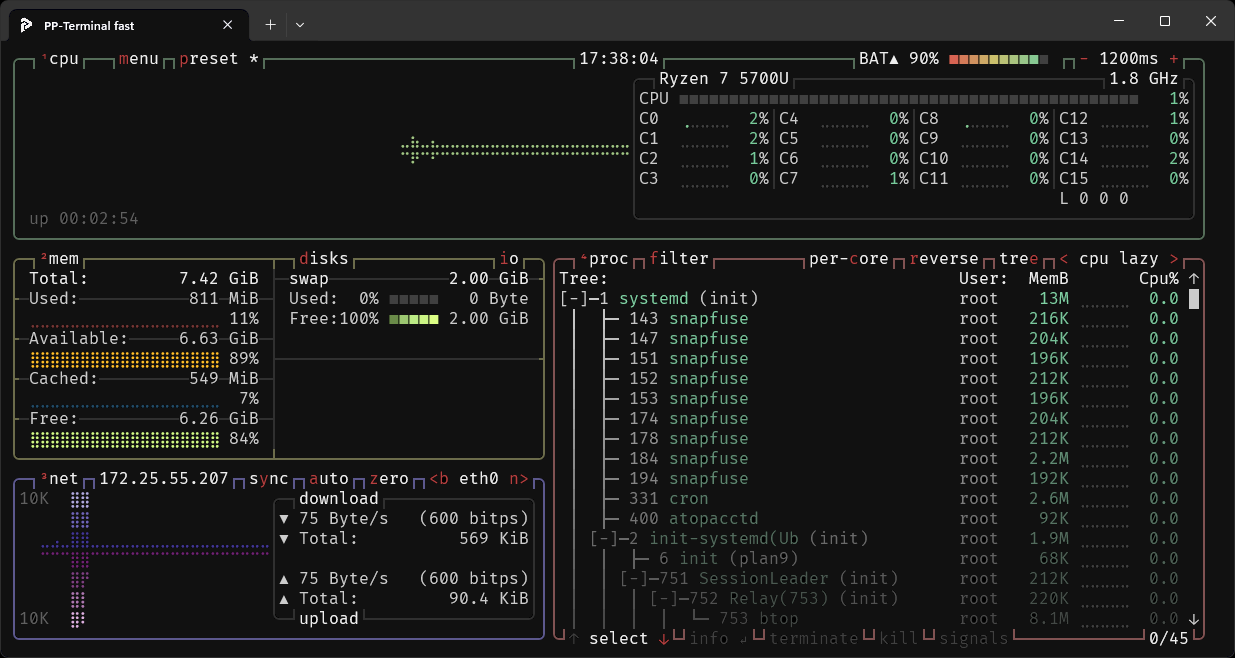 PP-Terminal fast
¹cpu menu preset * 17:38:04 BAT▲ 90% - 1200ms +
Ryzen 7 5700U 1.8 GHz
CPU 1%
C0 2% C4 0% C8 0% C12 1%
C1 2% C5 0% C9 0% C13 0%
C2 1% C6 0% C10 0% C14 2%
C3 0% C7 1% C11 0% C15 0%
L 0 0 0
up 00:02:54
²mem
Total: 7.42 GiB
Used: 811 MiB
11%
Available: 6.63 GiB
89%
Cached: 549 MiB
7%
Free: 6.26 GiB
84%
disks io
swap 2.00 GiB
Used: 0% 0 Byte
Free:100% 2.00 GiB
³net 172.25.55.207 sync auto zero <b eth0 n>
10K
10K
download
▼ 75 Byte/s (600 bitps)
▼ Total: 569 KiB
▲ 75 Byte/s (600 bitps)
▲ Total: 90.4 KiB
upload
⁴proc filter per-core reverse tree < cpu lazy >
Tree: User: MemB Cpu% ↑
[-]─1 systemd (init) root 13M 0.0
├─ 143 snapfuse root 216K 0.0
├─ 147 snapfuse root 204K 0.0
├─ 151 snapfuse root 196K 0.0
├─ 152 snapfuse root 212K 0.0
├─ 153 snapfuse root 196K 0.0
├─ 174 snapfuse root 204K 0.0
├─ 178 snapfuse root 212K 0.0
├─ 184 snapfuse root 2.2M 0.0
├─ 194 snapfuse root 192K 0.0
├─ 331 cron root 2.6M 0.0
├─ 400 atopacctd root 92K 0.0
[-]─2 init-systemd(Ub (init) root 1.9M 0.0
├─ 6 init (plan9) root 68K 0.0
[-]─751 SessionLeader (init) root 212K 0.0
[-]─752 Relay(753) (init) root 220K 0.0
└─ 753 btop root 8.1M 0.0 ↓
↑ select ↓ info ↲ terminate kill signals 0/45